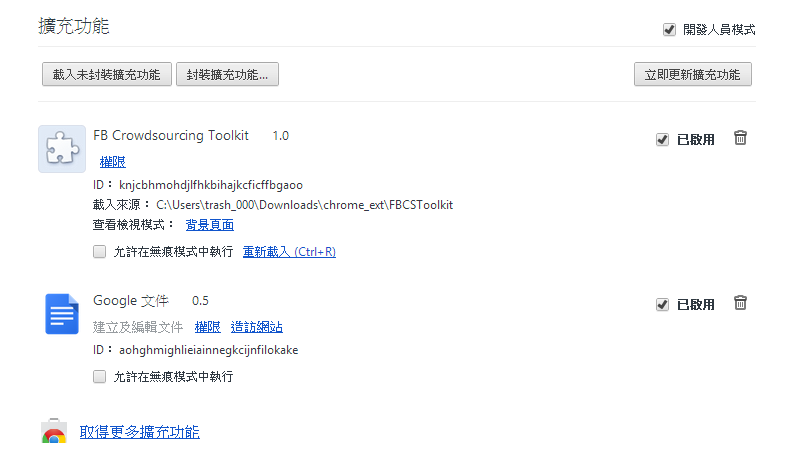 擴充功能
開發人員模式
載入未封裝擴充功能 封裝擴充功能... 立即更新擴充功能
FB Crowdsourcing Toolkit 1.0 已啟用
權限
ID： knjcbhmohdjlfhkbihajkcficffbgaoo
載入來源： C:\Users\trash_000\Downloads\chrome_ext\FBCSToolkit
查看檢視模式： 背景頁面
允許在無痕模式中執行 重新載入 (Ctrl+R)
Google 文件 0.5 已啟用
建立及編輯文件 權限 造訪網站
ID： aohghmighlieiainnegkcijnfilokake
允許在無痕模式中執行
取得更多擴充功能